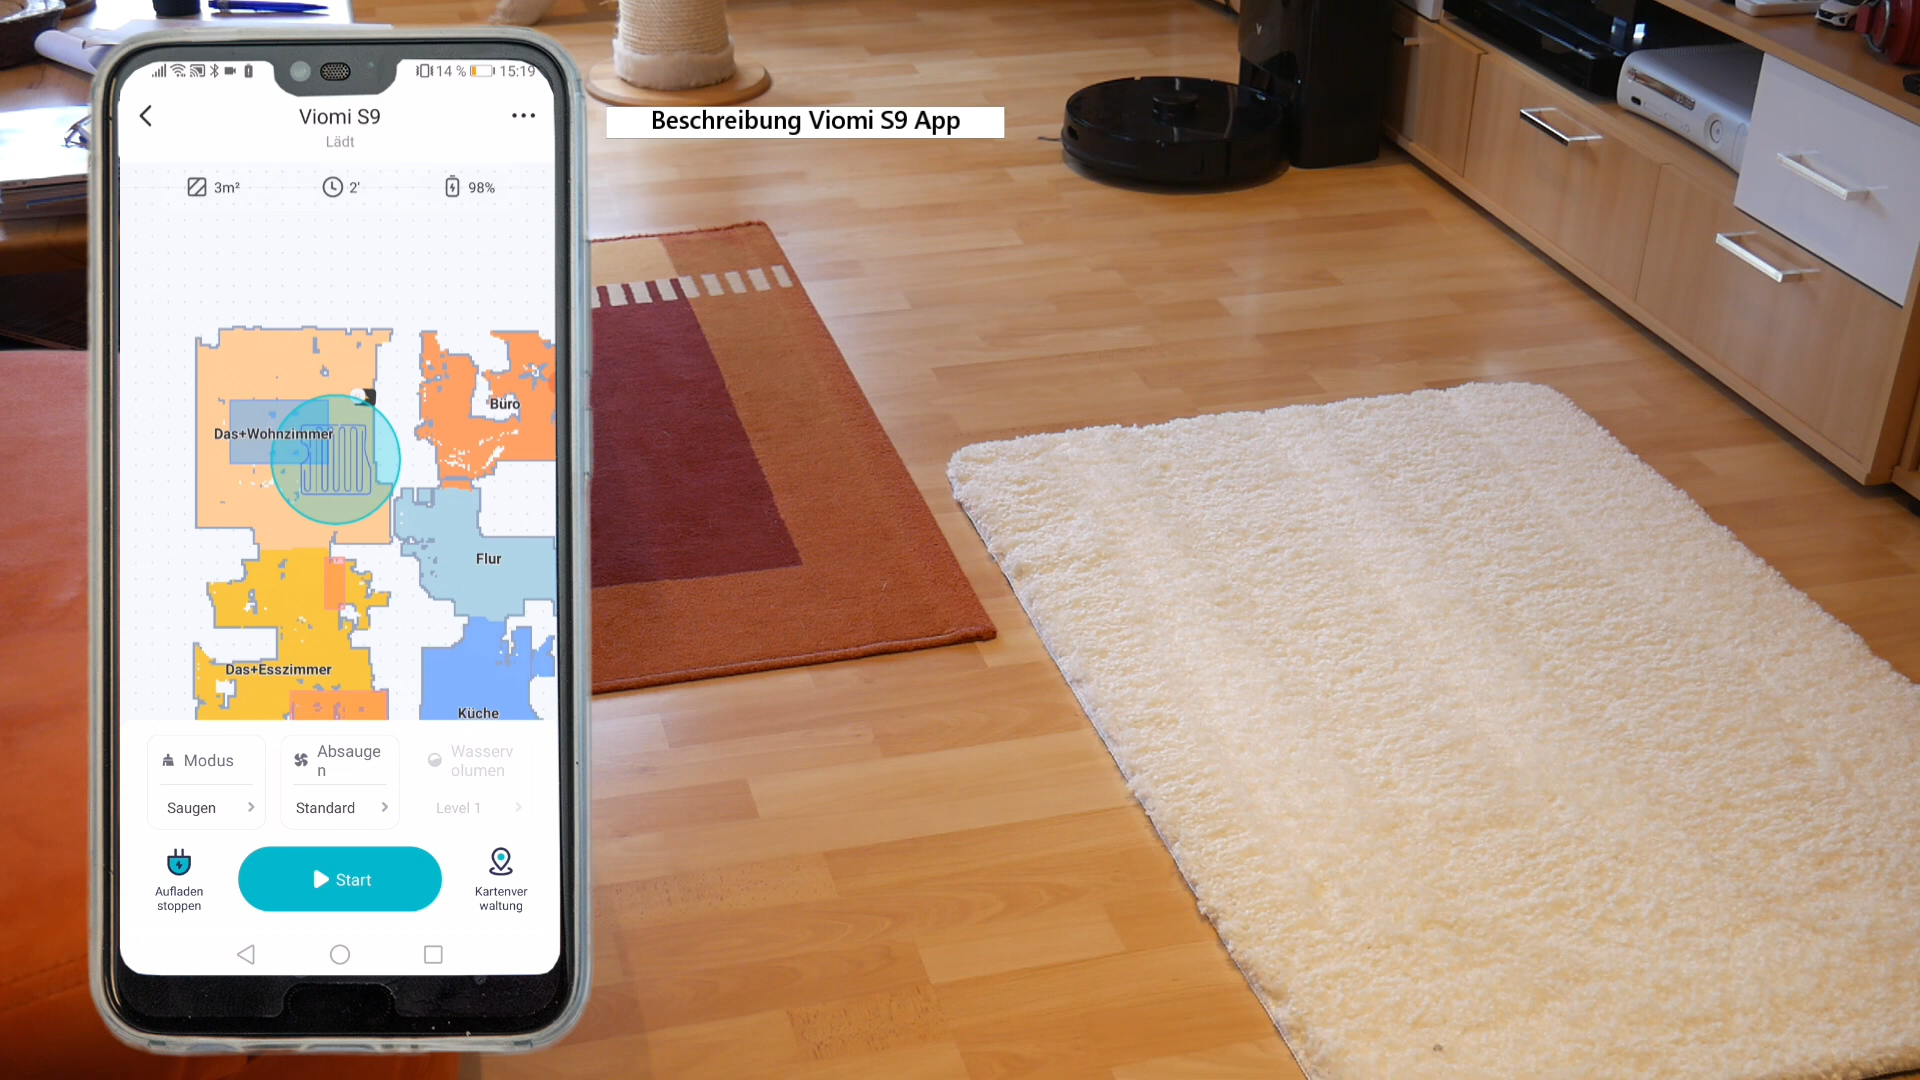 14 % 15:19
Viomi S9
Lädt
3m² 2' 98%
Beschreibung Viomi S9 App
Büro
Das+Wohnzimmer
Flur
Das+Esszimmer
Küche
Modus
Absauge
n
Wasserv
olumen
Saugen
Standard
Level 1
Aufladen
stoppen
Start
Kartenver
waltung